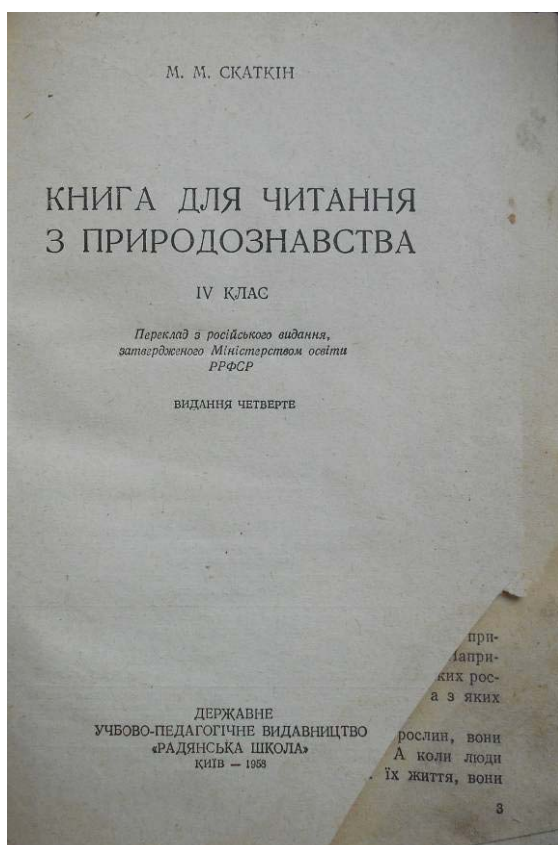 М. М. СКАТКІН
КНИГА ДЛЯ ЧИТАННЯ
З ПРИРОДОЗНАВСТВА
IV КЛАС
Переклад з російського видання,
затвердженого Міністерством освіти
РРФСР
ВИДАННЯ ЧЕТВЕРТЕ
ДЕРЖАВНЕ
УЧБОВО-ПЕДАГОГІЧНЕ ВИДАВНИЦТВО
«РАДЯНСЬКА ШКОЛА»
КИЇВ — 1958
при-
Напри-
ких рос-
а з яких
рослин, вони
А коли люди
їх життя, вони
3